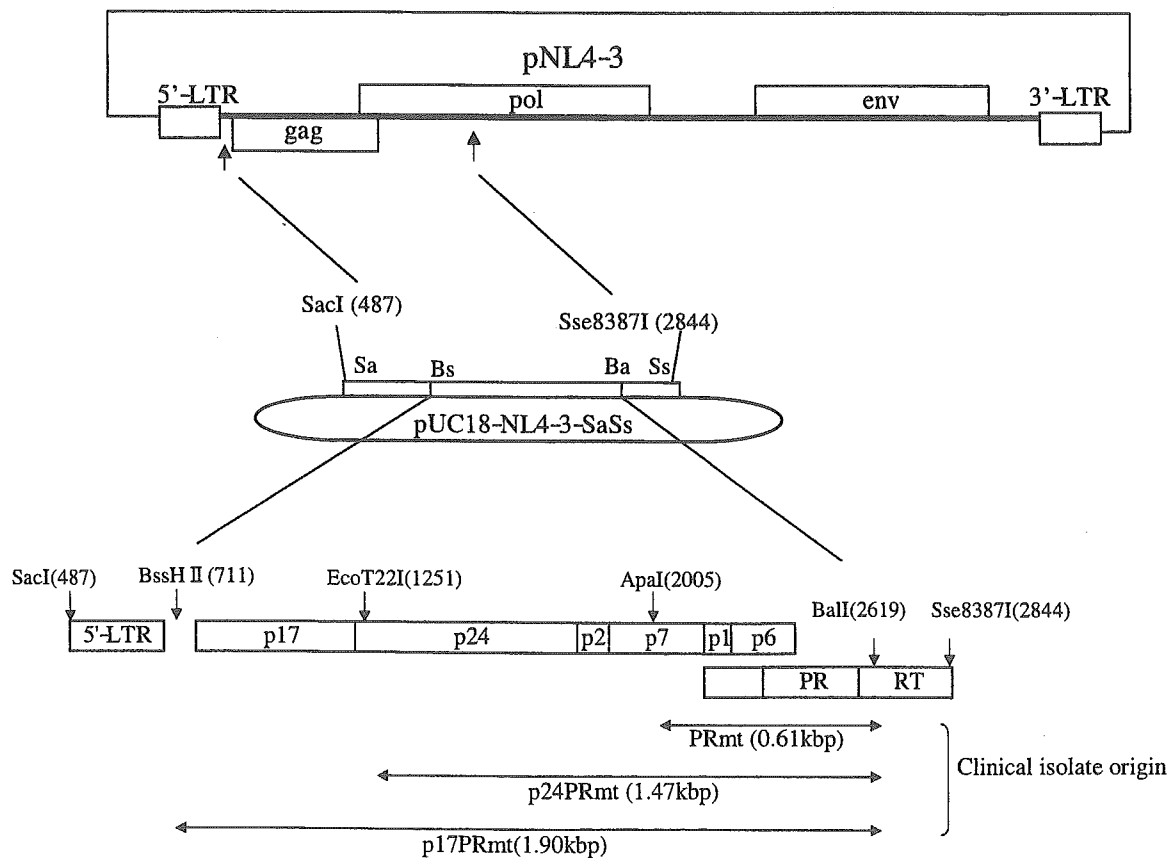 pNL4-3
5'-LTR
pol
env
3'-LTR
gag
SacI (487)
Sse8387I (2844)
Sa
Bs
Ba
Ss
pUC18-NL4-3-SaSs
SacI(487)
BssH II (711)
EcoT22I(1251)
ApaI(2005)
BalI(2619)
Sse8387I(2844)
5'-LTR
p17
p24
p2
p7
p1
p6
PR
RT
PRmt (0.61kbp)
p24PRmt (1.47kbp)
p17PRmt(1.90kbp)
Clinical isolate origin